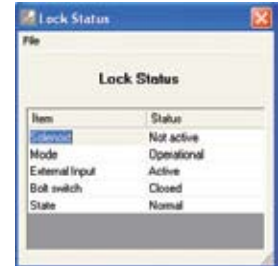 Lock Status
File
Lock Status
Item Status
Solenoid Not active
Mode Operational
External Input Active
Bolt switch Closed
State Normal